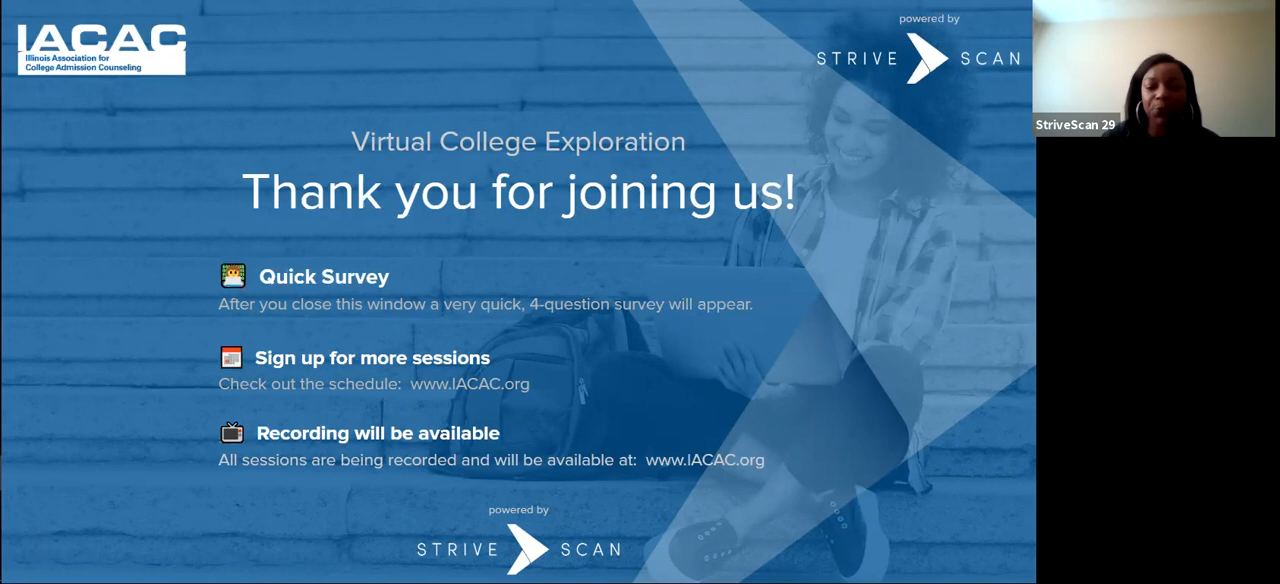 IACAC
Illinois Association for
College Admission Counseling
powered by
STRIVE SCAN
StriveScan 29
Virtual College Exploration
Thank you for joining us!
Quick Survey
After you close this window a very quick, 4-question survey will appear.
Sign up for more sessions
Check out the schedule: www.IACAC.org
Recording will be available
All sessions are being recorded and will be available at: www.IACAC.org
powered by
STRIVE SCAN